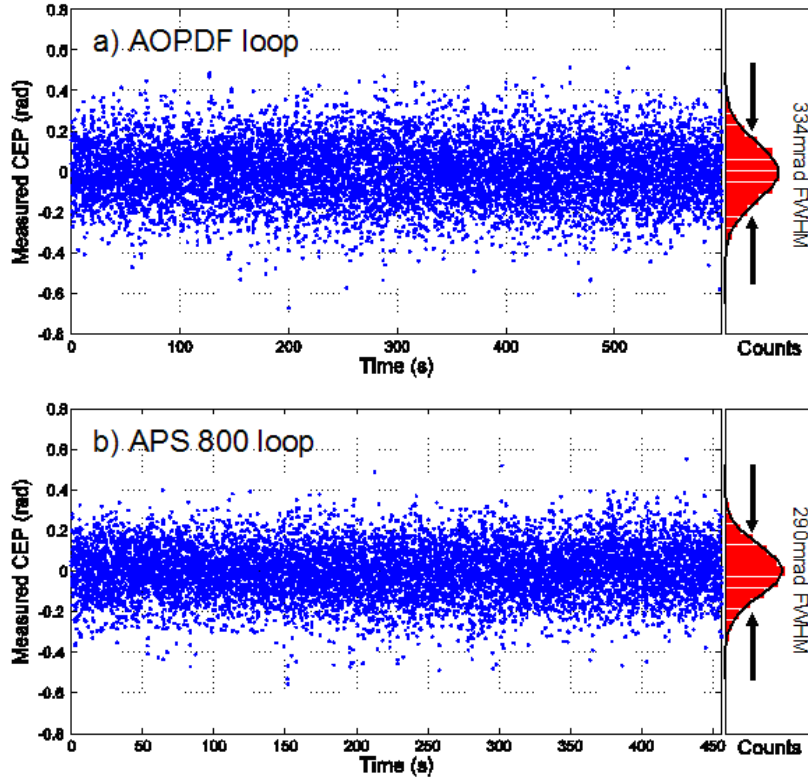 a) AOPDF loop
Measured CEP (rad)
0.8
0.6
0.4
0.2
0
-0.2
-0.4
-0.6
-0.8
0 100 200 300 400 500
Time (s)
Counts
334mrad FWHM
b) APS 800 loop
Measured CEP (rad)
0.8
0.6
0.4
0.2
0
-0.2
-0.4
-0.6
-0.8
0 50 100 150 200 250 300 350 400 450
Time (s)
Counts
290mrad FWHM